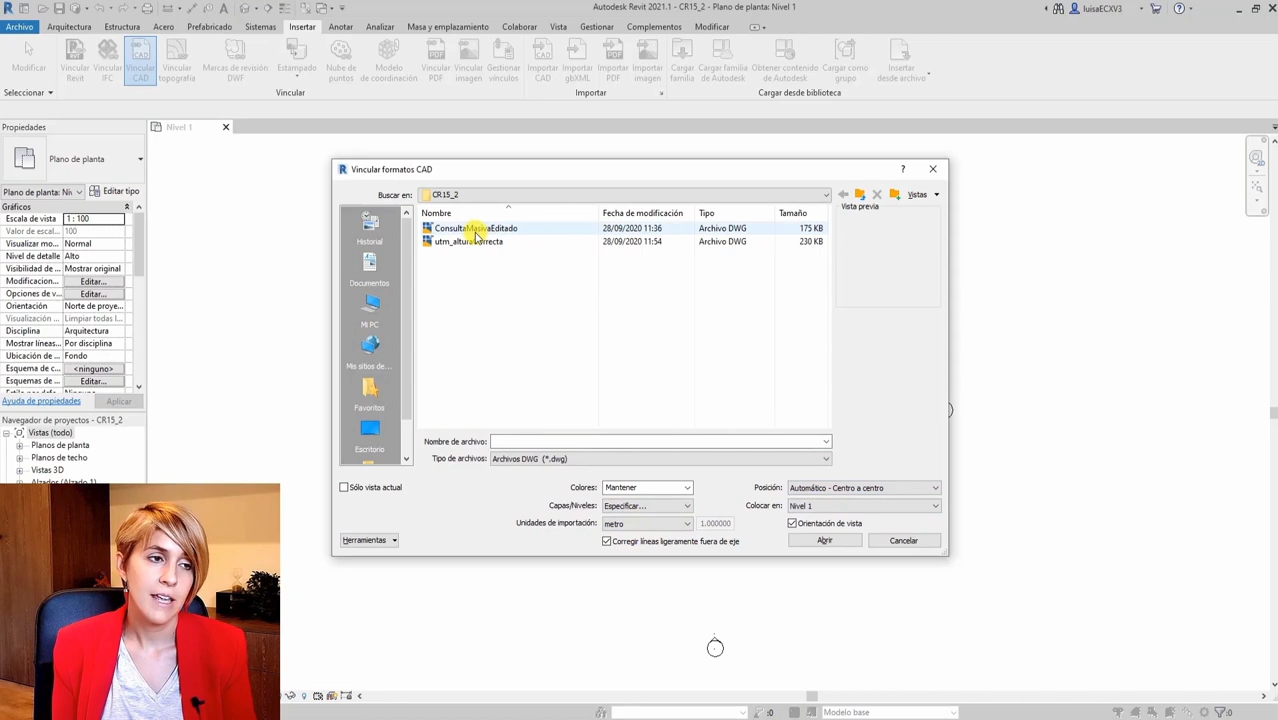 Autodesk Revit 2021.1 - CR15_2 - Plano de planta: Nivel 1
luisaECXV3
Archivo Arquitectura Estructura Acero Prefabricado Sistemas Insertar Anotar Analizar Masa y emplazamiento Colaborar Vista Gestionar Complementos Modificar
Modificar
Vincular Revit
Vincular IFC
Vincular CAD
Vincular topografía
Marcas de revisión DWF
Estampado
Nube de puntos
Modelo de coordinación
Vincular PDF
Vincular imagen
Gestionar vínculos
Importar CAD
Importar gbXML
Importar PDF
Importar imagen
Cargar familia
Cargar familia de Autodesk
Obtener contenido de Autodesk
Cargar como grupo
Insertar desde archivo
Seleccionar Vincular Importar Cargar desde biblioteca
Propiedades
Plano de planta
Plano de planta: Niv Editar tipo
Gráficos
Escala de vista 1 : 100
Valor de escal... 100
Visualizar mo... Normal
Nivel de detalle Alto
Visibilidad de ... Mostrar original
Modificacion... Editar...
Opciones de v... Editar...
Orientación Norte de proye...
Visualización ... Limpiar todas l...
Disciplina Arquitectura
Mostrar líneas... Por disciplina
Ubicación de ... Fondo
Esquema de c... <ninguno>
Esquemas de ... Editar...
Ayuda de propiedades Aplicar
Navegador de proyectos - CR15_2
Vistas (todo)
Planos de planta
Planos de techo
Vistas 3D
Alzados (Alzado 1)
Nivel 1
Vincular formatos CAD
?
Buscar en: CR15_2 Vistas
Nombre Fecha de modificación Tipo Tamaño
ConsultaMasivaEditado 28/09/2020 11:36 Archivo DWG 175 KB
28/09/2020 11:54 Archivo DWG 230 KB
Vista previa
Historial
Documentos
Mi PC
Mis sitios de...
Favoritos
Escritorio
Nombre de archivo:
Tipo de archivos: Archivos DWG (*.dwg)
Sólo vista actual
Colores: Mantener
Capas/Niveles: Especificar...
Unidades de importación: metro 1.000000
Corregir líneas ligeramente fuera de eje
Posición: Automático - Centro a centro
Colocar en: Nivel 1
Orientación de vista
Herramientas Abrir Cancelar
:0 Modelo base :0